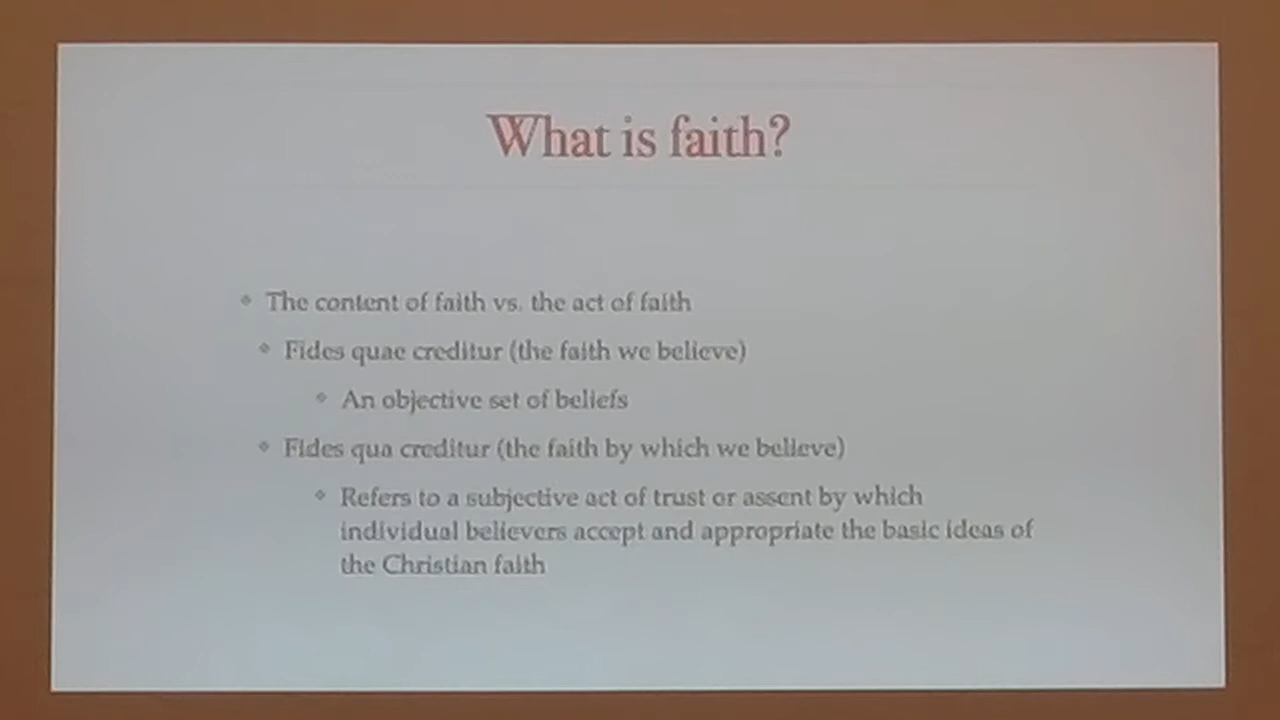 What is faith?
The content of faith vs. the act of faith
Fides quae creditur (the faith we believe)
An objective set of beliefs
Fides qua creditur (the faith by which we believe)
Refers to a subjective act of trust or assent by which
individual believers accept and appropriate the basic ideas of
the Christian faith